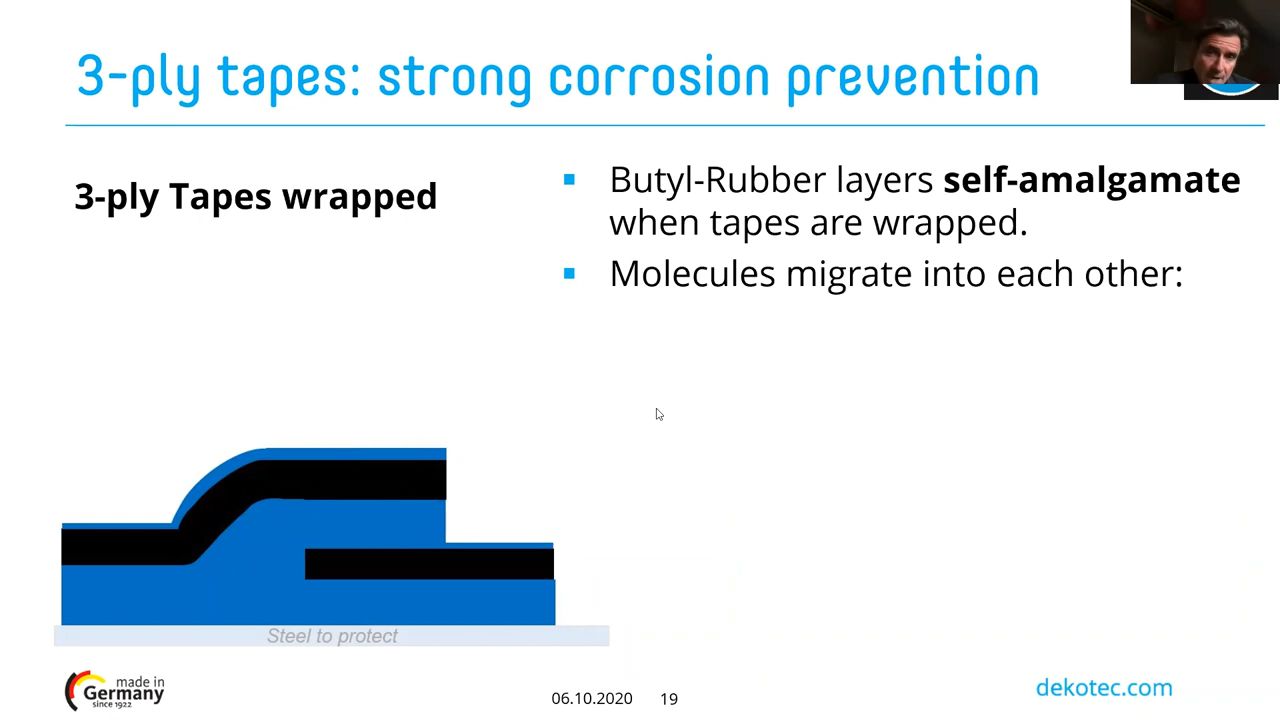 3-ply tapes: strong corrosion prevention
3-ply Tapes wrapped
▪ Butyl-Rubber layers self-amalgamate
when tapes are wrapped.
▪ Molecules migrate into each other:
Steel to protect
made in
Germany
since 1922
06.10.2020 19
dekotec.com